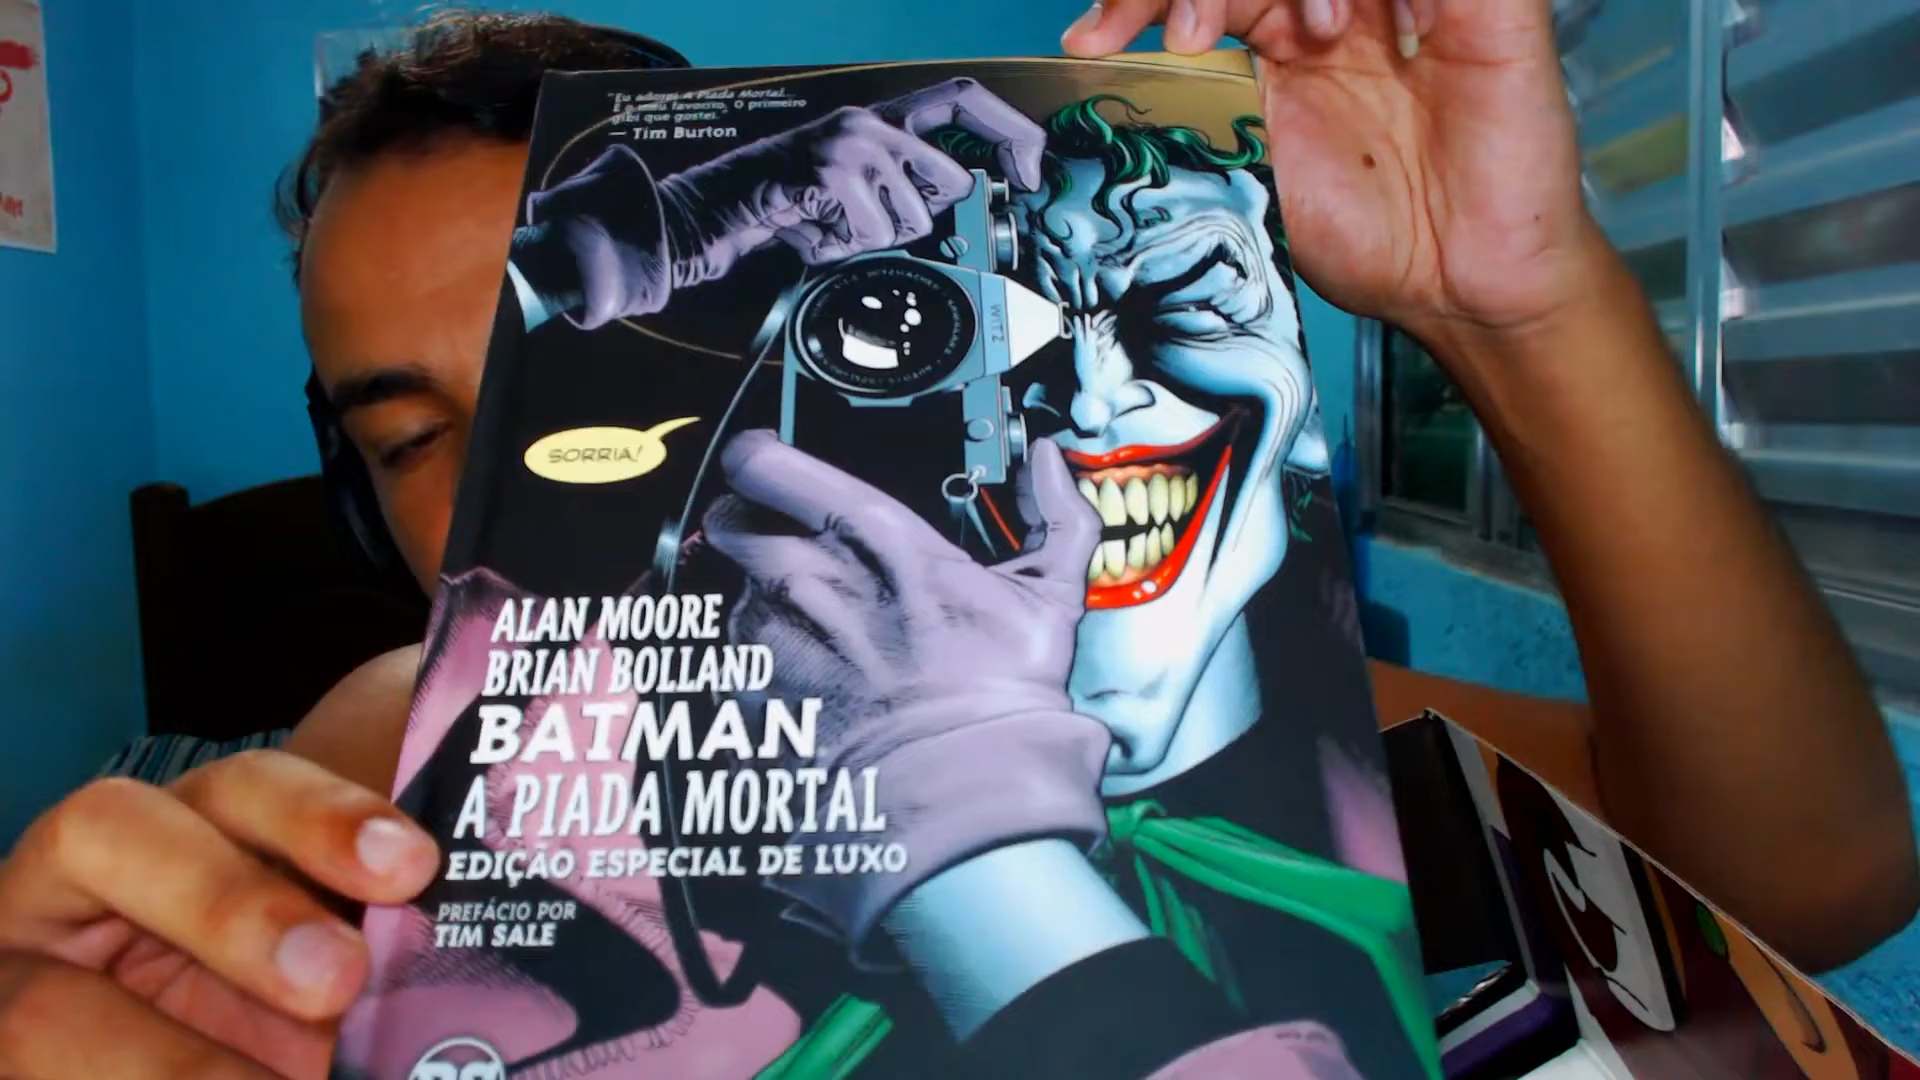 "Eu adorei A Piada Mortal...
É o meu favorito. O primeiro
gibi que gostei."
— Tim Burton
WITZ
SORRIA!
ALAN MOORE
BRIAN BOLLAND
BATMAN
A PIADA MORTAL
EDIÇÃO ESPECIAL DE LUXO
PREFÁCIO POR
TIM SALE